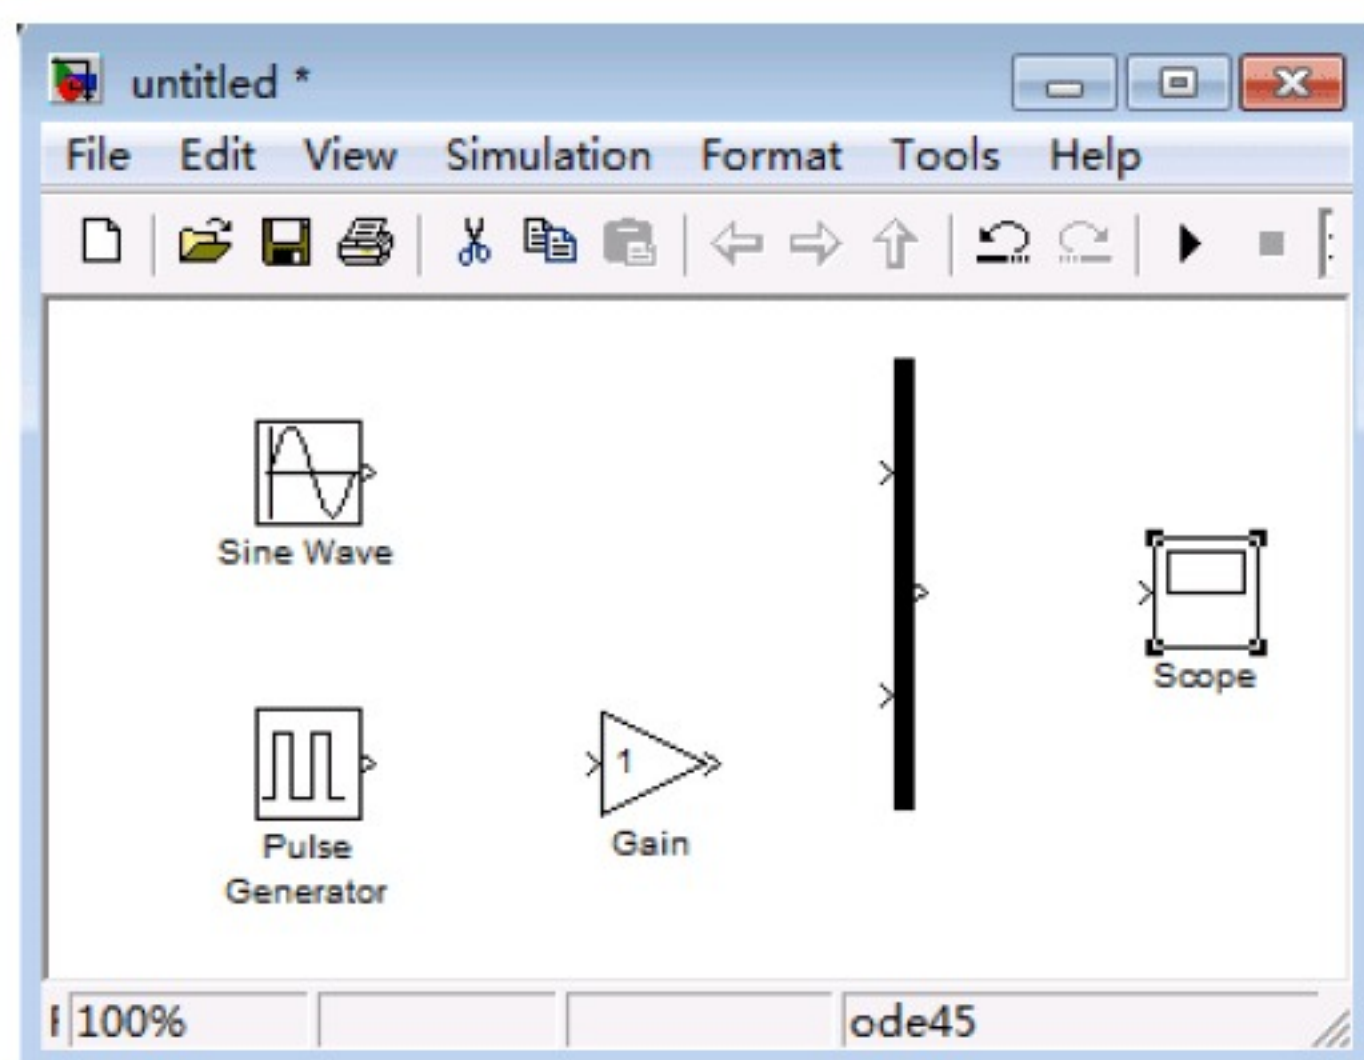 untitled *
File Edit View Simulation Format Tools Help
Sine Wave
Scope
1
Pulse
Generator
Gain
100%
ode45